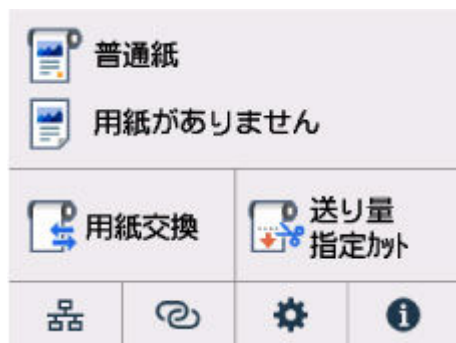 普通紙
用紙がありません
用紙交換
送り量
指定ｶｯﾄ